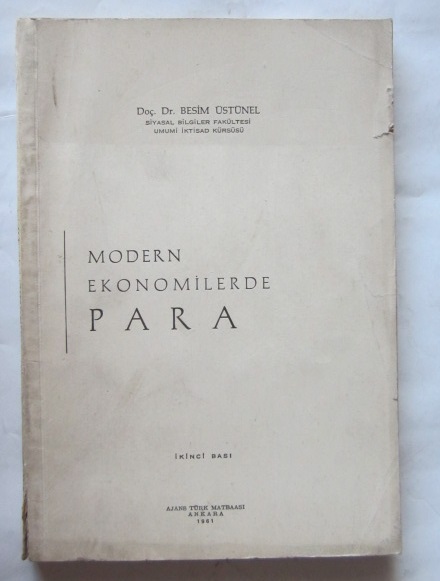 Doç. Dr. BESİM ÜSTÜNEL
SİYASAL BİLGİLER FAKÜLTESİ
UMUMİ İKTİSAD KÜRSÜSÜ
MODERN
EKONOMİLERDE
PARA
İKİNCİ BASI
AJANS TÜRK MATBAASI
ANKARA
1961